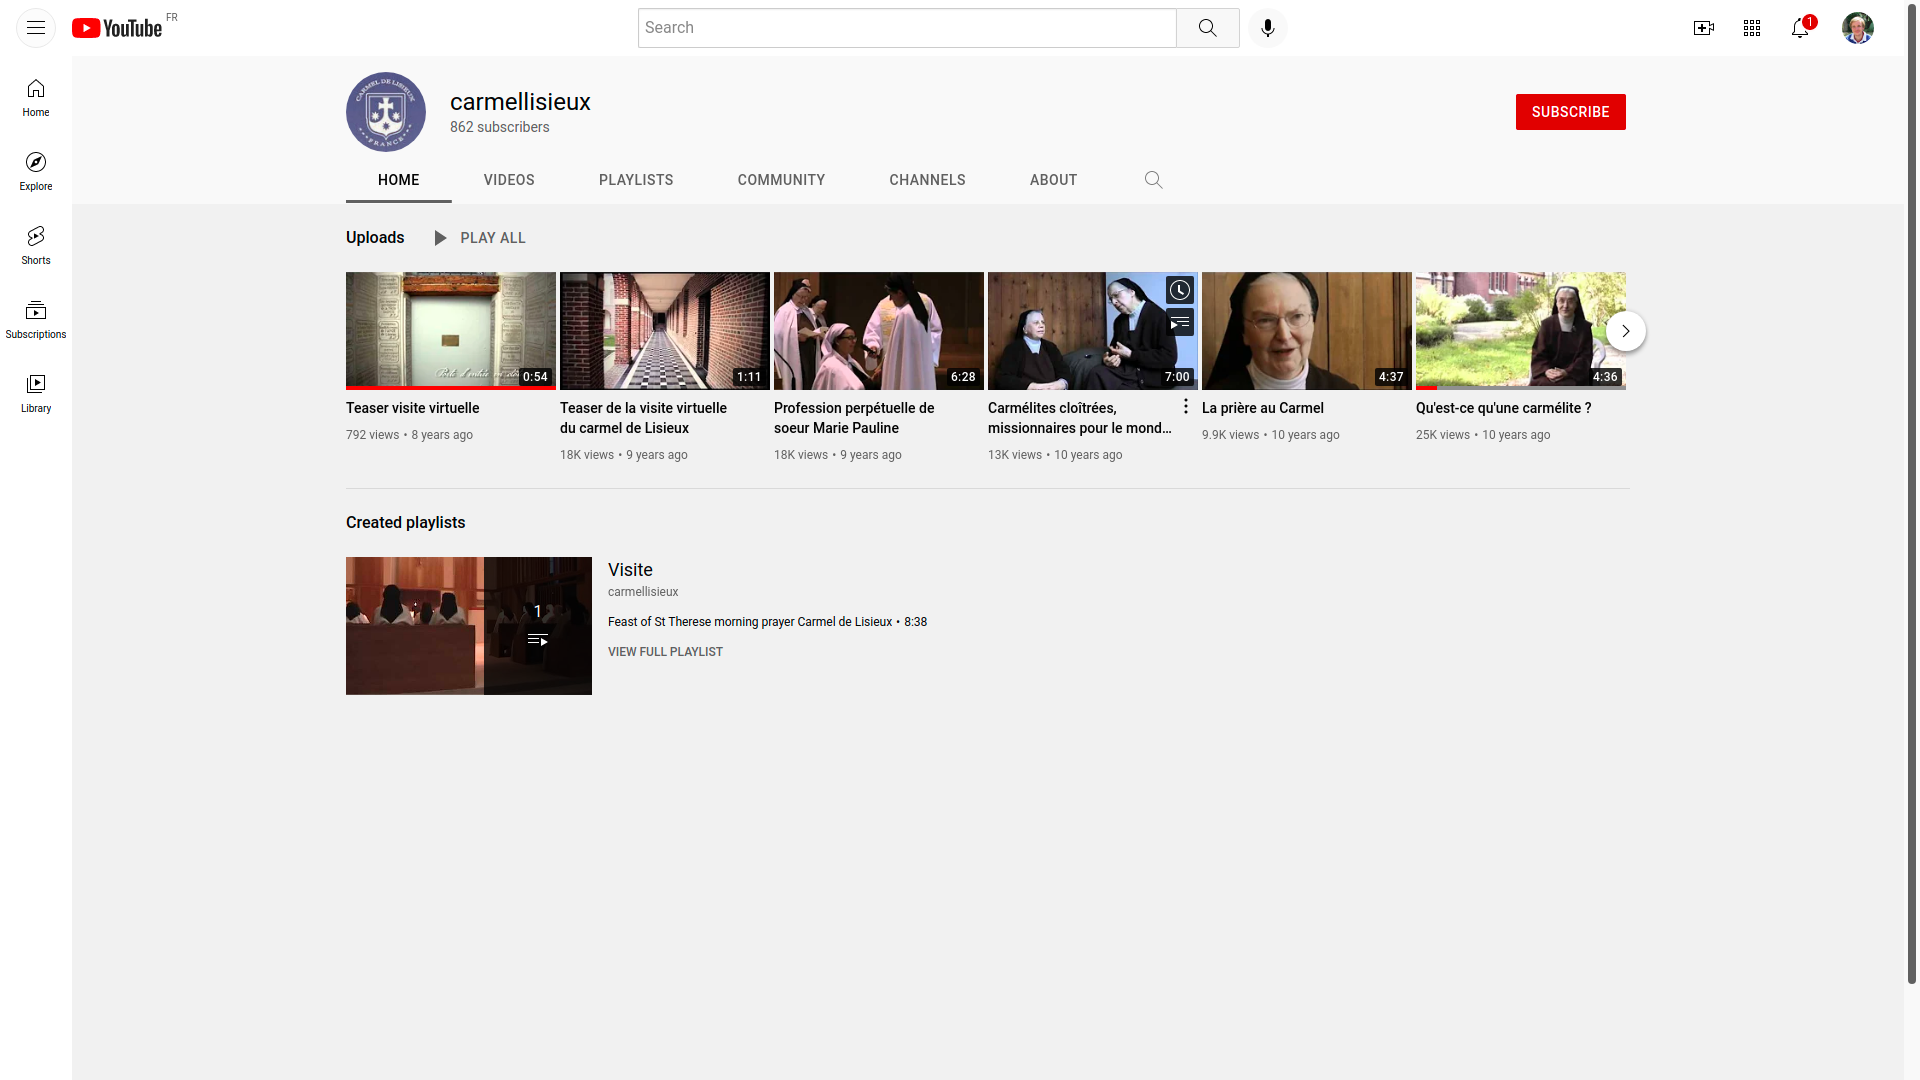 YouTube FR
Search
1
Home
Explore
Shorts
Subscriptions
Library
CARMEL DE LISIEUX
FRANCE
carmellisieux
862 subscribers
SUBSCRIBE
HOME VIDEOS PLAYLISTS COMMUNITY CHANNELS ABOUT
Uploads PLAY ALL
0:54
Teaser visite virtuelle
792 views • 8 years ago
1:11
Teaser de la visite virtuelle
du carmel de Lisieux
18K views • 9 years ago
6:28
Profession perpétuelle de
soeur Marie Pauline
18K views • 9 years ago
7:00
Carmélites cloîtrées,
missionnaires pour le mond...
13K views • 10 years ago
4:37
La prière au Carmel
9.9K views • 10 years ago
4:36
Qu'est-ce qu'une carmélite ?
25K views • 10 years ago
Created playlists
1
Visite
carmellisieux
Feast of St Therese morning prayer Carmel de Lisieux • 8:38
VIEW FULL PLAYLIST